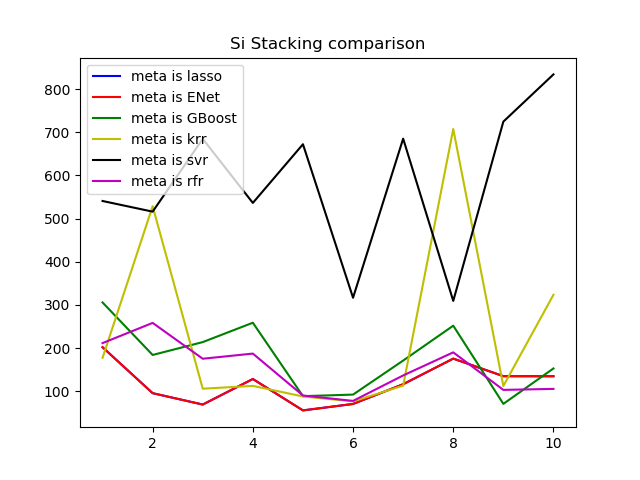 Si Stacking comparison
800
700
600
500
400
300
200
100
meta is lasso
meta is ENet
meta is GBoost
meta is krr
meta is svr
meta is rfr
2 4 6 8 10